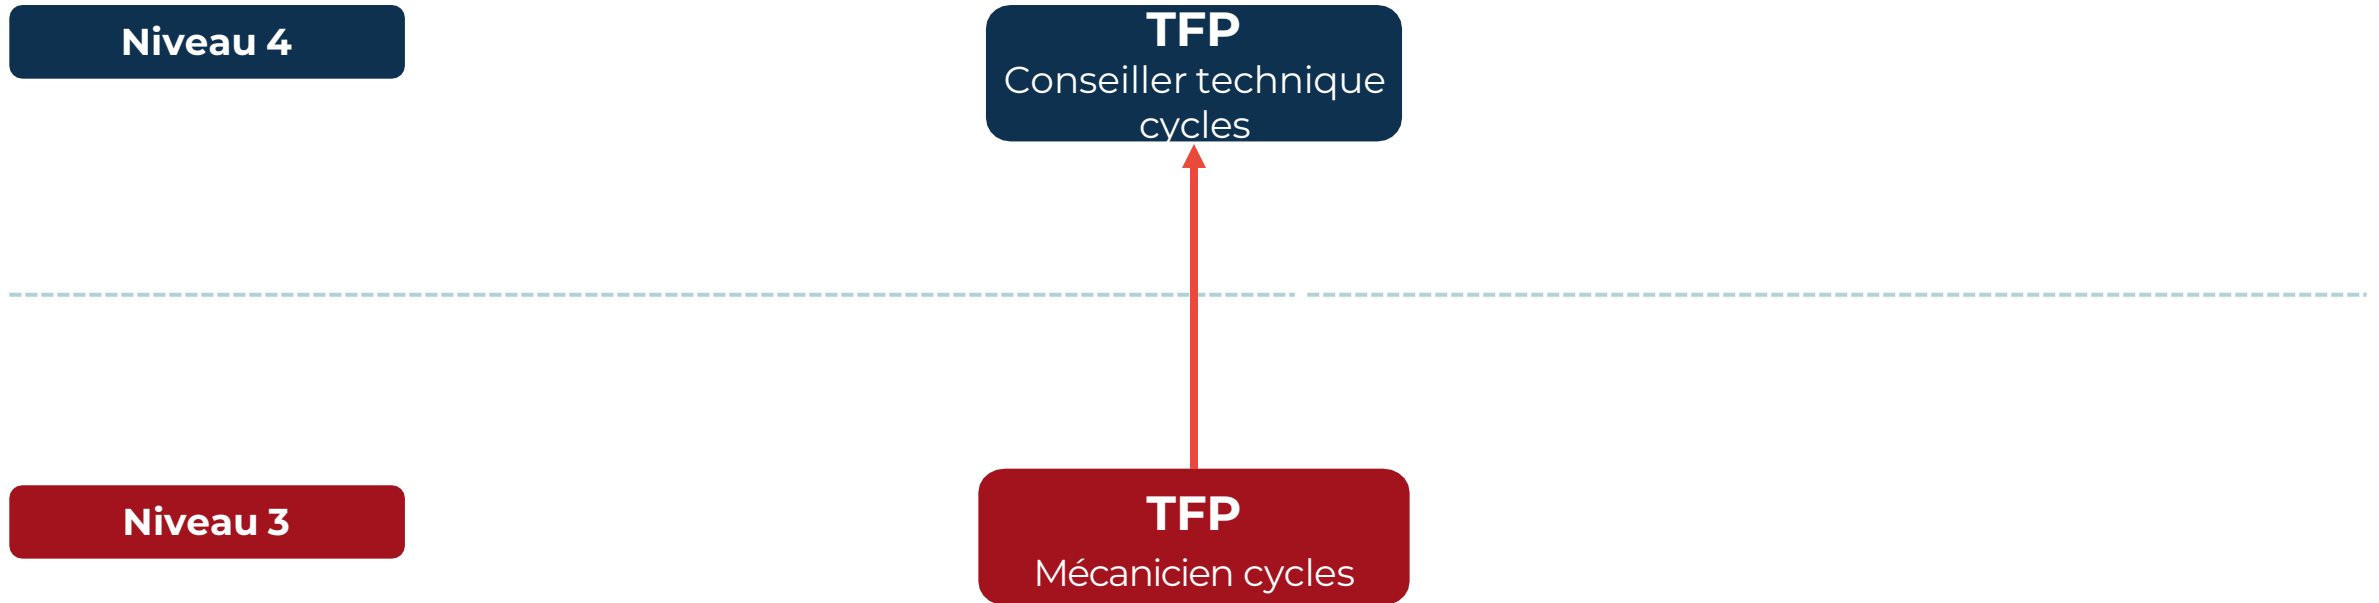 Niveau 4
TFP
Conseiller technique
cycles
Niveau 3
TFP
Mécanicien cycles